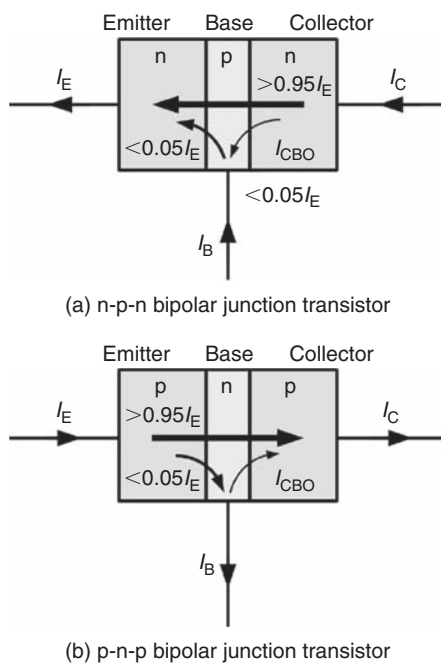 Emitter Base Collector
n p n
I_E >0.95I_E I_C
<0.05I_E I_CBO
<0.05I_E
I_B
(a) n-p-n bipolar junction transistor
Emitter Base Collector
p n p
I_E >0.95I_E I_C
<0.05I_E I_CBO
I_B
(b) p-n-p bipolar junction transistor